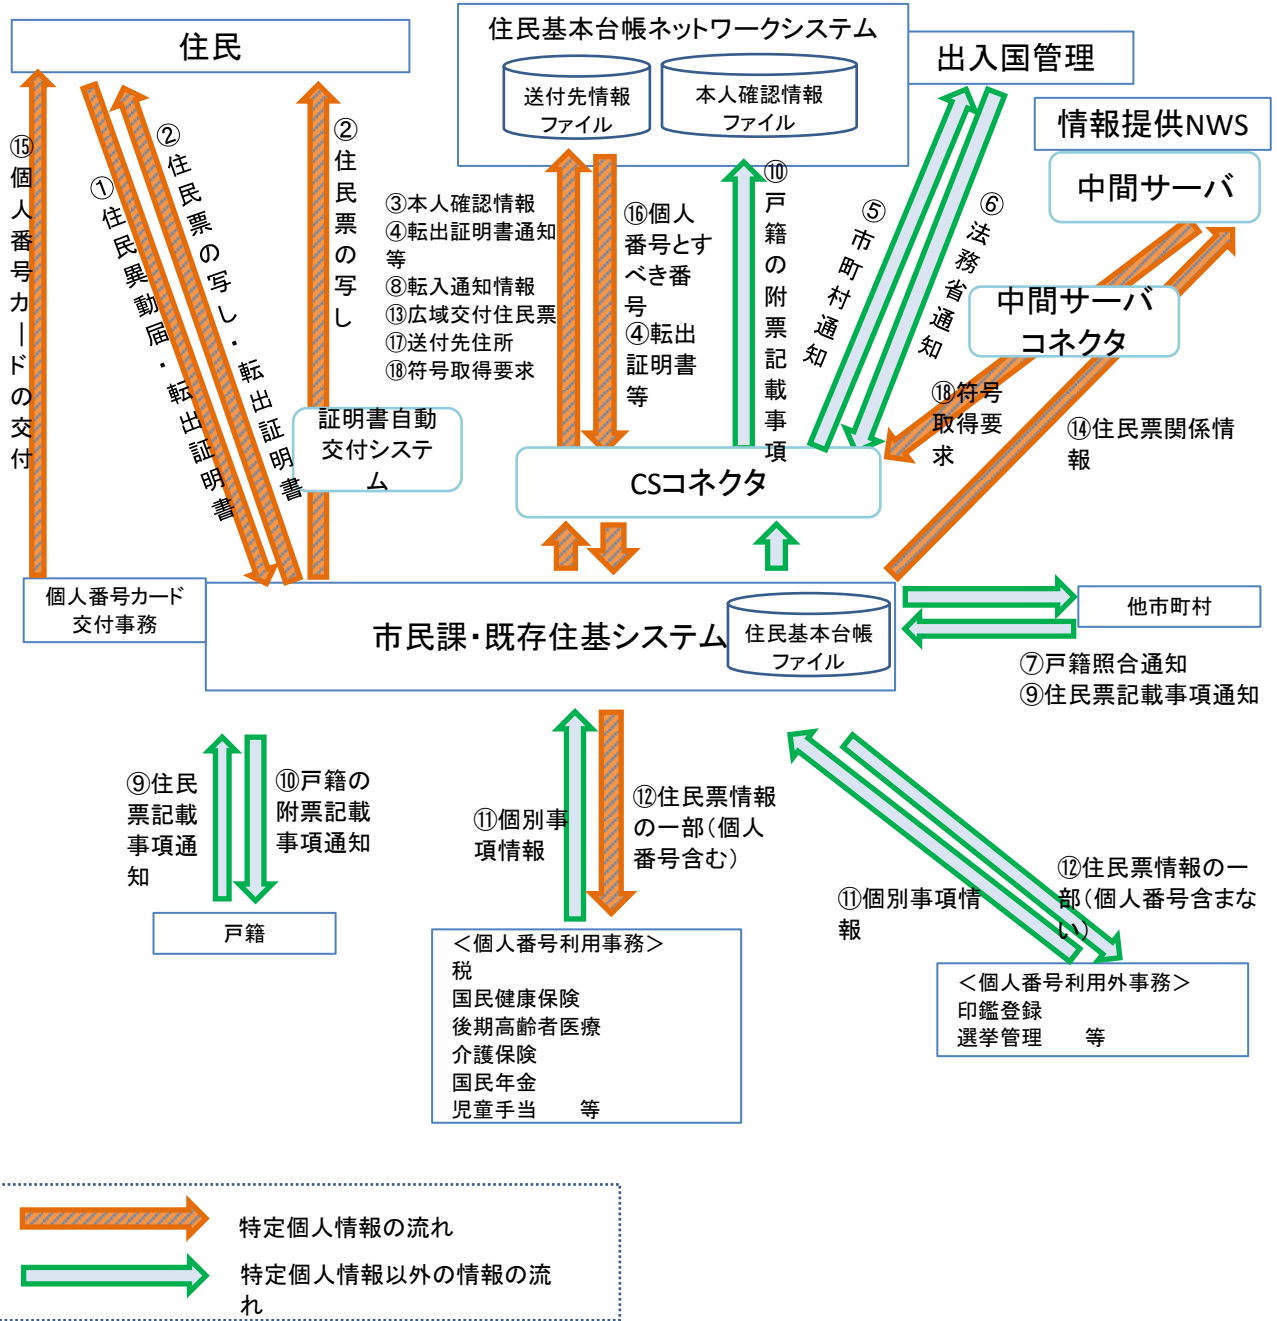 住民
住民基本台帳ネットワークシステム
送付先情報
ファイル
本人確認情報
ファイル
出入国管理
情報提供NWS
中間サーバ
中間サーバ
コネクタ
⑮個人番号カードの交付
①住民異動届・転出証明書
②住民票の写し・転出証明書
②住民票の写し
③本人確認情報
④転出証明書通知
等
⑧転入通知情報
⑬広域交付住民票
⑰送付先住所
⑱符号取得要求
⑯個人
番号とす
べき番
号
④転出
証明書
等
⑩戸籍の附票記載事項
⑤市町村通知
⑥法務省通知
⑱符号
取得要
求
⑭住民票関係情
報
証明書自動
交付システ
ム
CSコネクタ
個人番号カード
交付事務
市民課・既存住基システム
住民基本台帳
ファイル
他市町村
⑦戸籍照合通知
⑨住民票記載事項通知
⑨住民
票記載
事項通
知
⑩戸籍の
附票記載
事項通知
⑪個別事
項情報
⑫住民票情報
の一部(個人
番号含む)
⑪個別事項情
報
⑫住民票情報の一
部(個人番号含まな
い)
戸籍
＜個人番号利用事務＞
税
国民健康保険
後期高齢者医療
介護保険
国民年金
児童手当　　等
＜個人番号利用外事務＞
印鑑登録
選挙管理　　等
特定個人情報の流れ
特定個人情報以外の情報の流
れ